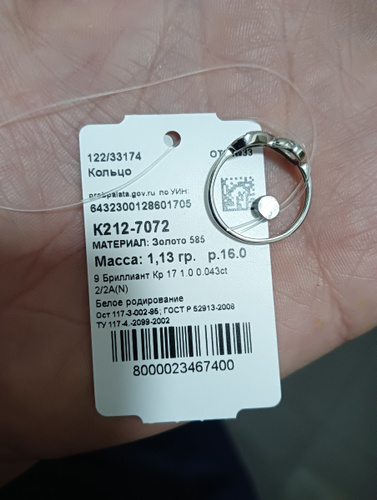 122/33174
Кольцо
probpalata.gov.ru по УИН:
6432300128601705
К212-7072
МАТЕРИАЛ: Золото 585
Масса: 1,13 гр. р.16.0
9 Бриллиант Кр 17 1.0 0.043ct
2/2А(N)
Белое родирование
Ост 117-3-002-95; ГОСТ Р 52913-2008
ТУ 117-4.-2099-2002
8000023467400